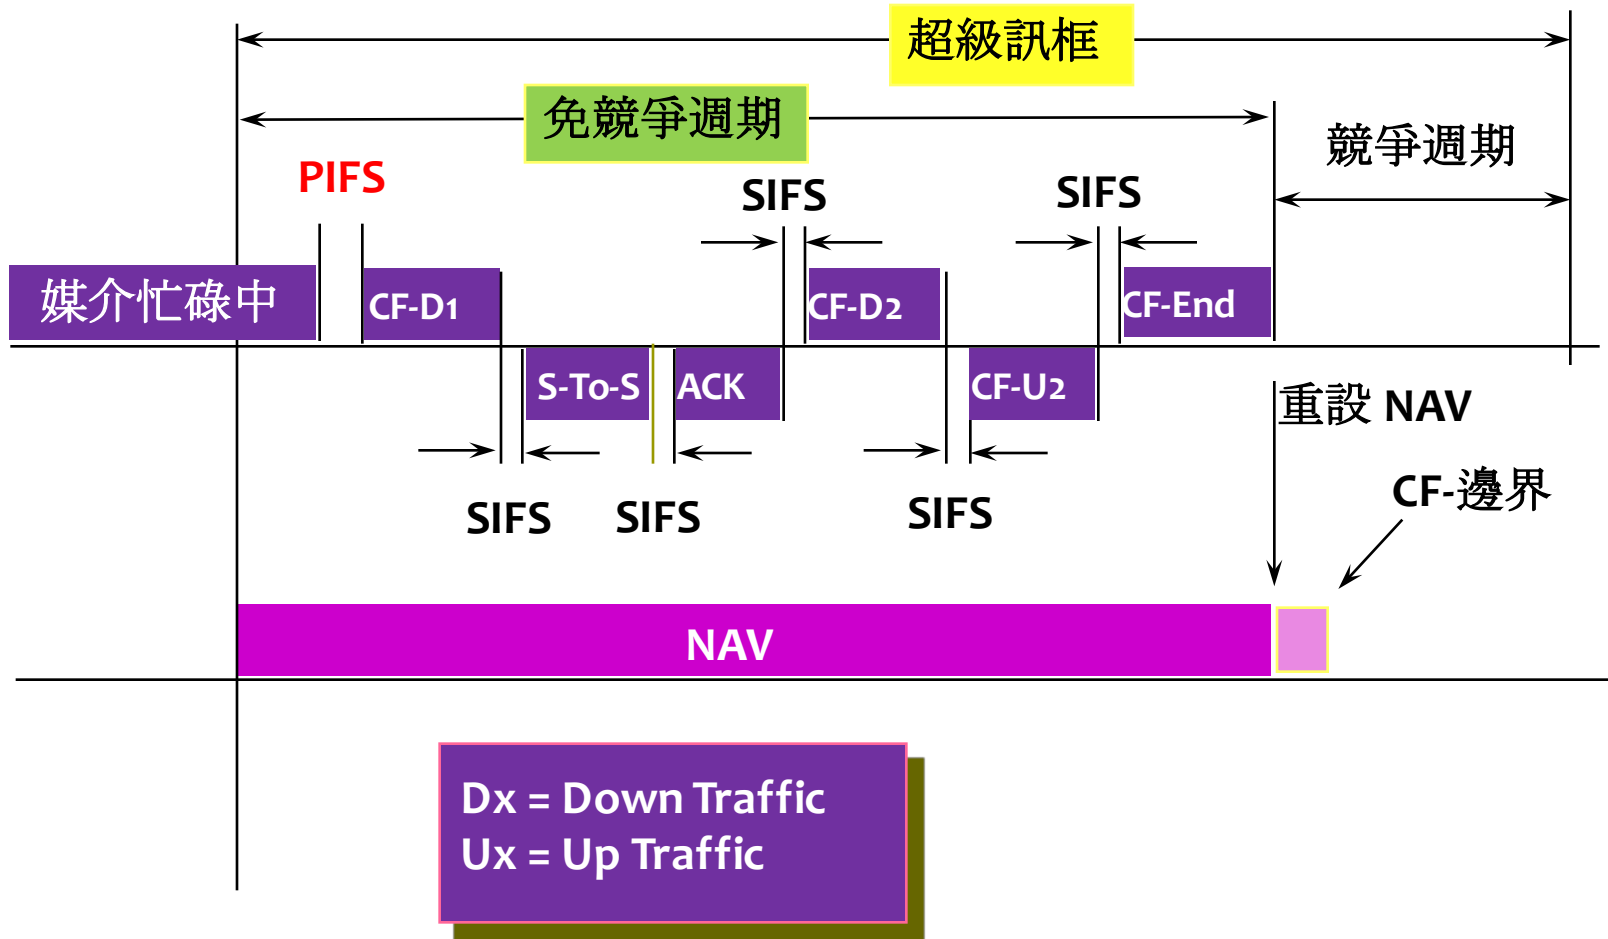 超級訊框
免競爭週期
競爭週期
PIFS
SIFS
SIFS
媒介忙碌中
CF-D1
CF-D2
CF-End
S-To-S
ACK
CF-U2
重設 NAV
SIFS
SIFS
SIFS
CF-邊界
NAV
Dx = Down Traffic
Ux = Up Traffic